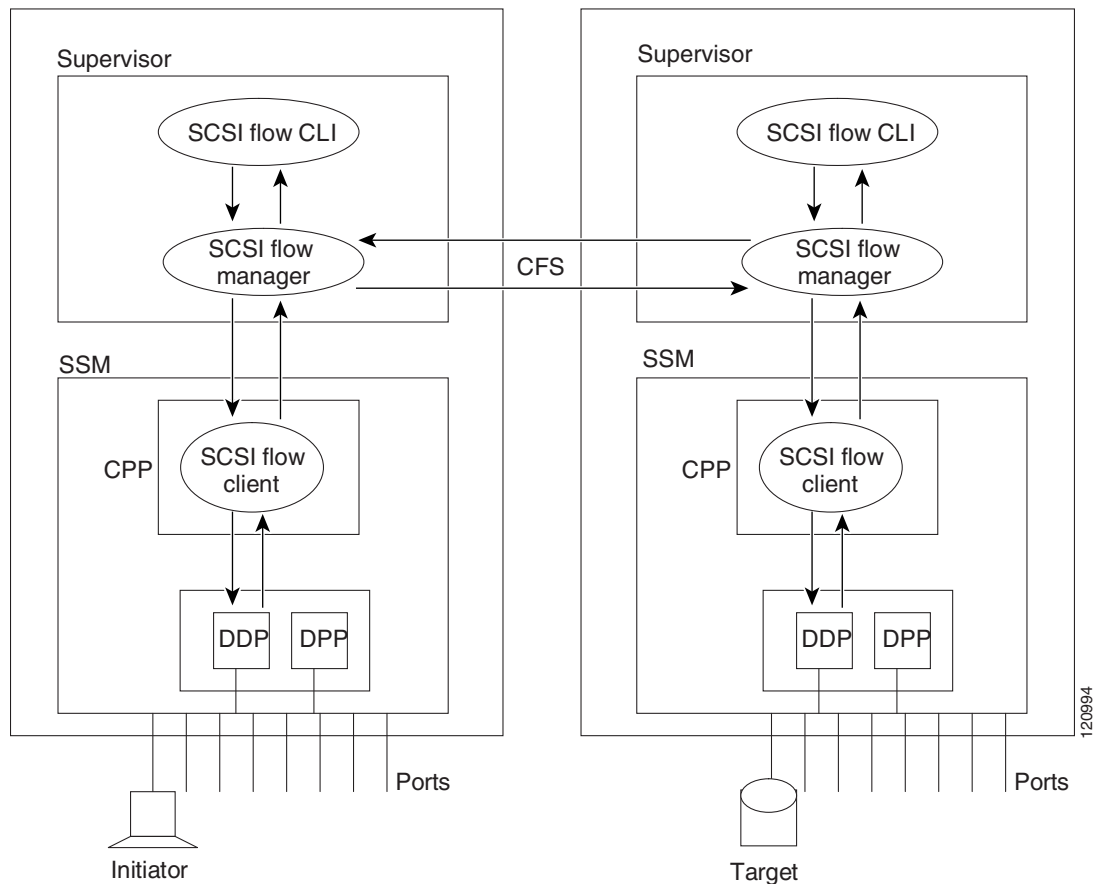 Supervisor
SCSI flow CLI
SCSI flow
manager
SSM
CPP
SCSI flow
client
DDP
DPP
Ports
Initiator
CFS
Supervisor
SCSI flow CLI
SCSI flow
manager
SSM
CPP
SCSI flow
client
DDP
DPP
Ports
Target
120994